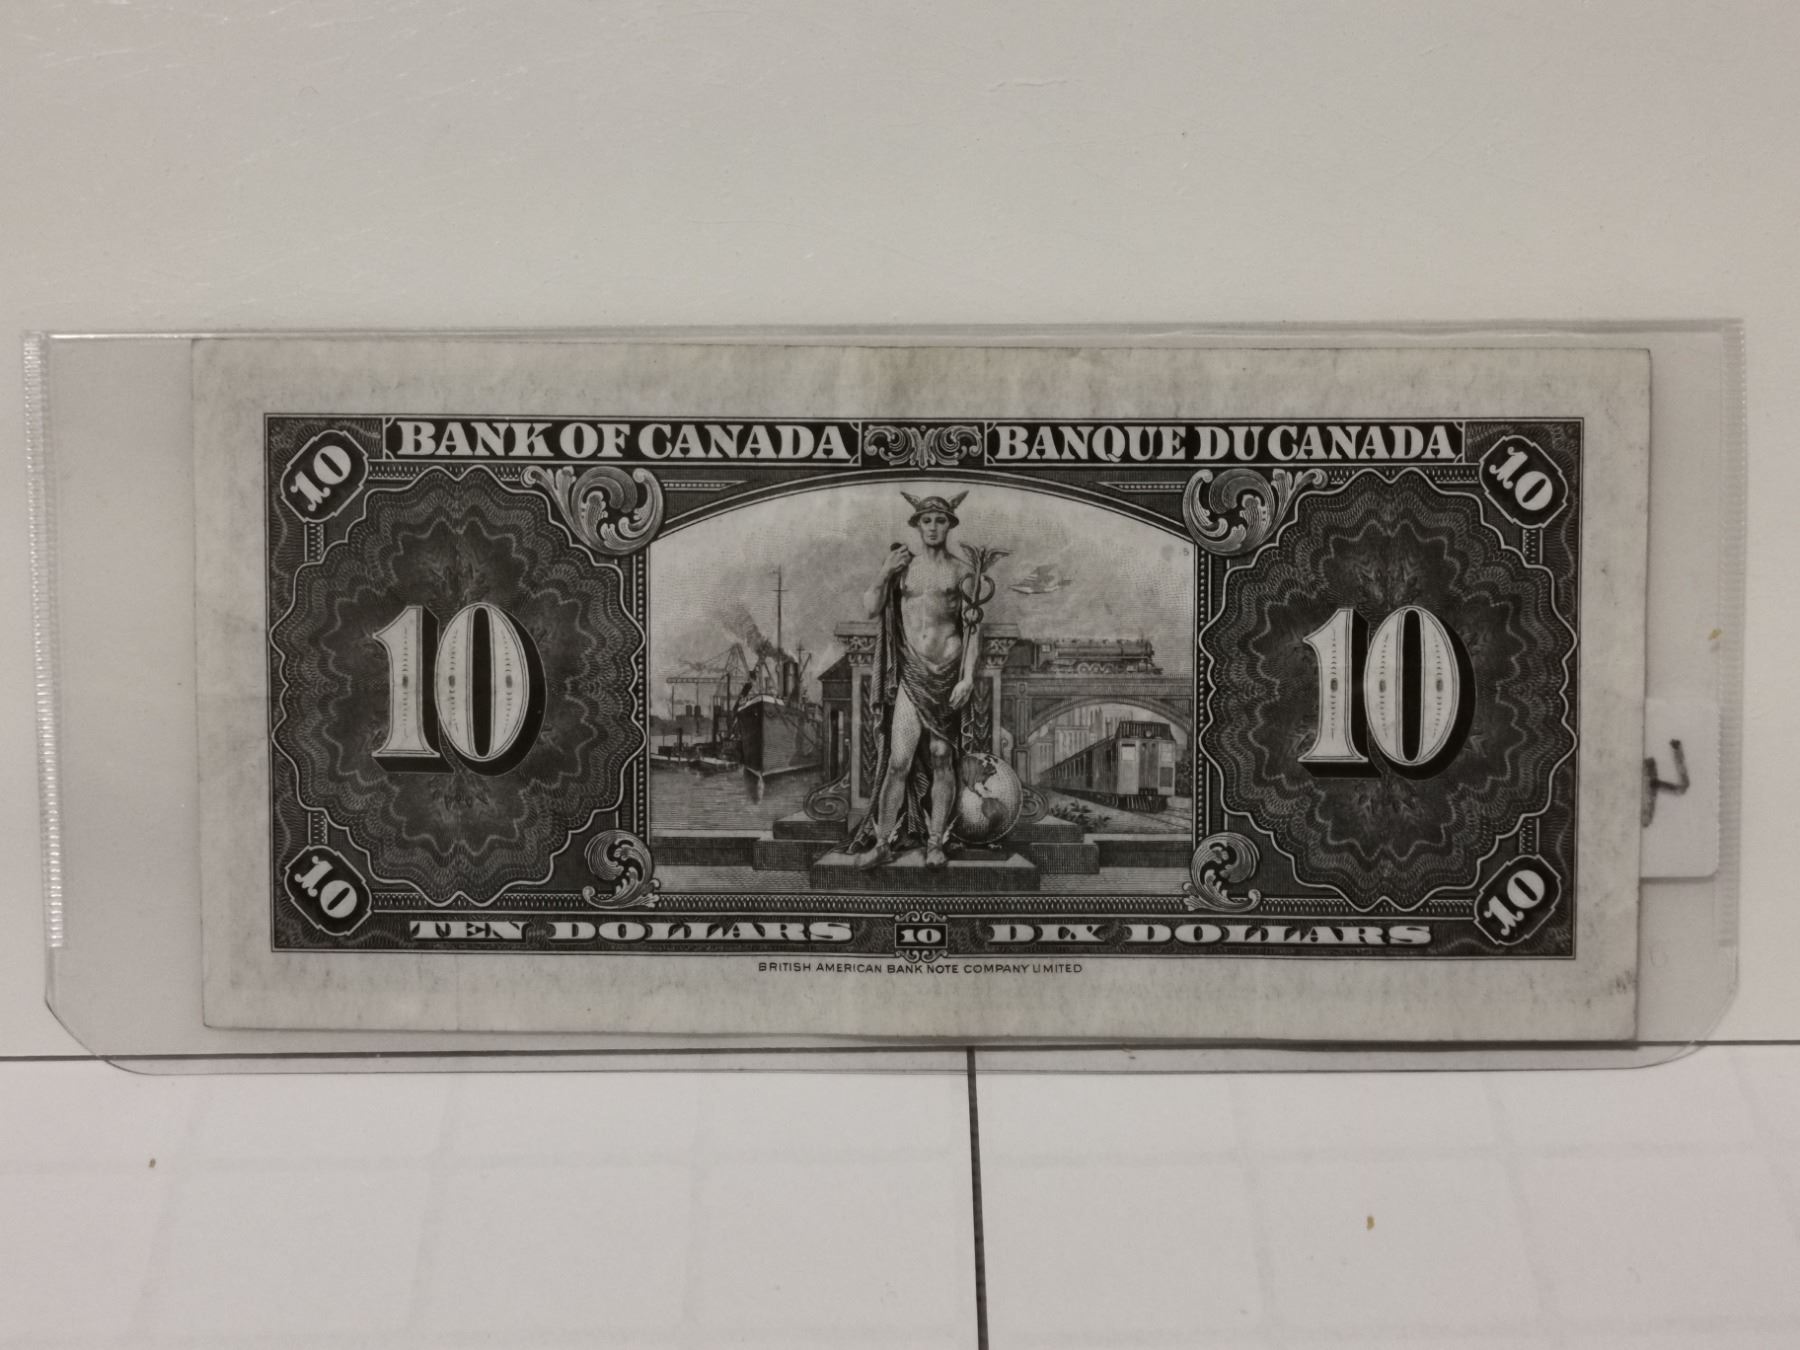 BANK OF CANADA BANQUE DU CANADA
10 10
10 10
10 10
TEN DOLLARS 10 DIX DOLLARS
BRITISH AMERICAN BANK NOTE COMPANY LIMITED